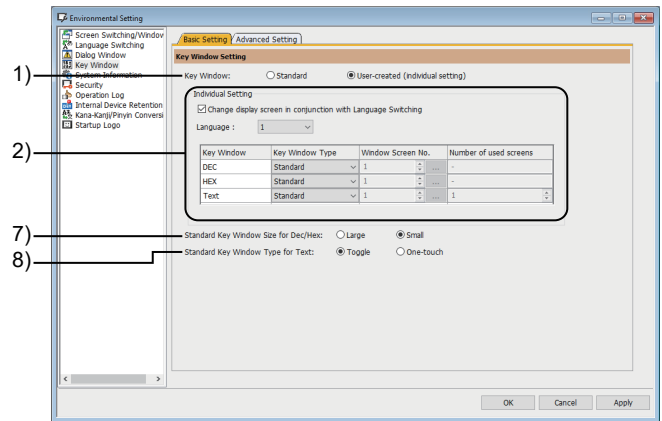 Environmental Setting
Screen Switching/Windov
Language Switching
Dialog Window
Key Window
System Information
Security
Operation Log
Internal Device Retention
Kana-Kanji/Pinyin Conversi
Startup Logo
Basic Setting Advanced Setting
Key Window Setting
1) Key Window: Standard User-created (individual setting)
2) Individual Setting
Change display screen in conjunction with Language Switching
Language : 1
Key Window Key Window Type Window Screen No. Number of used screens
DEC Standard 1 ... -
HEX Standard 1 ... -
Text Standard 1 ... 1
7) Standard Key Window Size for Dec/Hex: Large Small
8) Standard Key Window Type for Text: Toggle One-touch
OK Cancel Apply